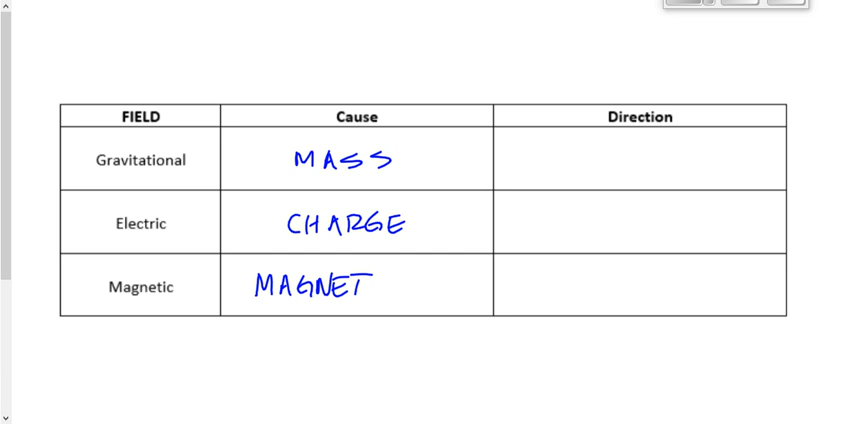 FIELD Cause Direction
Gravitational MASS
Electric CHARGE
Magnetic MAGNET